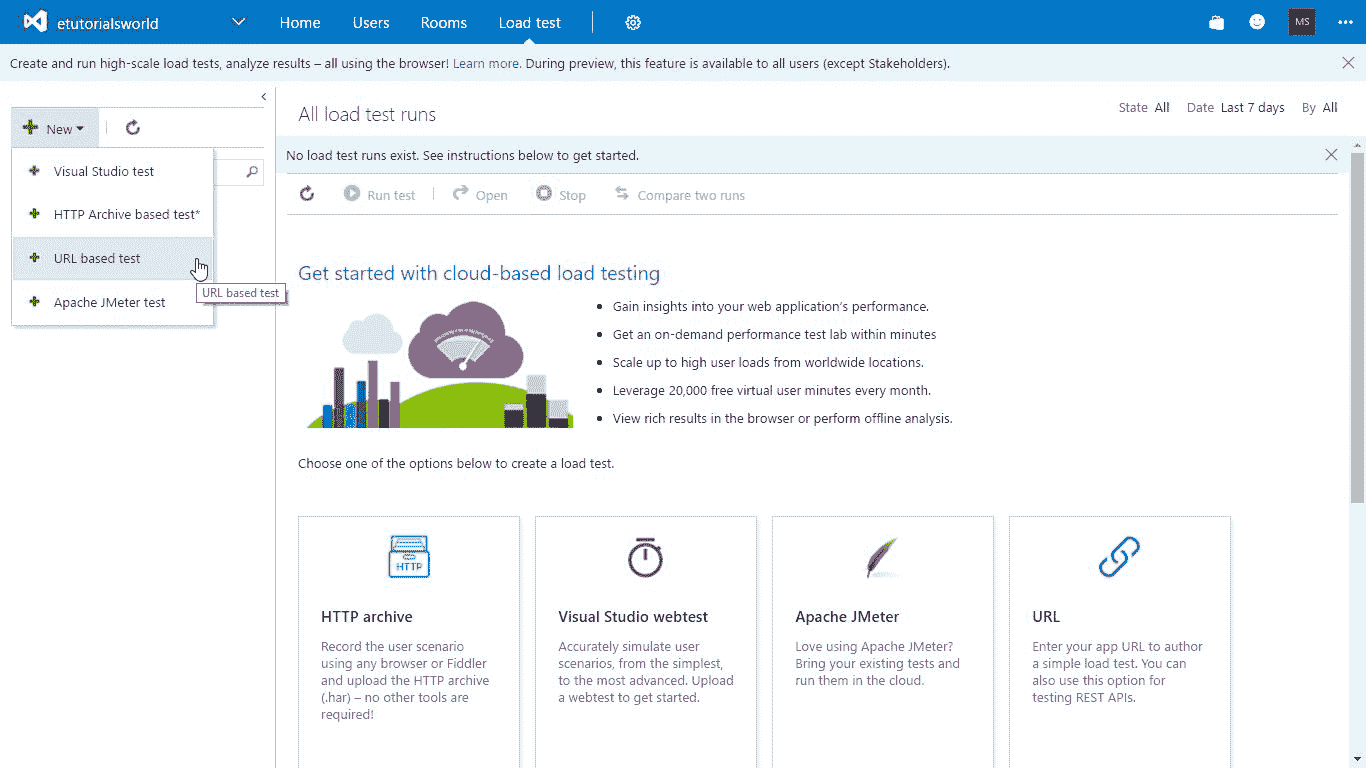 etutorialsworld
Home
Users
Rooms
Load test
MS
Create and run high-scale load tests, analyze results – all using the browser! Learn more. During preview, this feature is available to all users (except Stakeholders).
New
Visual Studio test
HTTP Archive based test*
URL based test
URL based test
Apache JMeter test
All load test runs
State All Date Last 7 days By All
No load test runs exist. See instructions below to get started.
Run test
Open
Stop
Compare two runs
Get started with cloud-based load testing
Gain insights into your web application's performance.
Get an on-demand performance test lab within minutes
Scale up to high user loads from worldwide locations.
Leverage 20,000 free virtual user minutes every month.
View rich results in the browser or perform offline analysis.
Choose one of the options below to create a load test.
HTTP
HTTP archive
Record the user scenario
using any browser or Fiddler
and upload the HTTP archive
(.har) – no other tools are
required!
Visual Studio webtest
Accurately simulate user
scenarios, from the simplest,
to the most advanced. Upload
a webtest to get started.
Apache JMeter
Love using Apache JMeter?
Bring your existing tests and
run them in the cloud.
URL
Enter your app URL to author
a simple load test. You can
also use this option for
testing REST APIs.